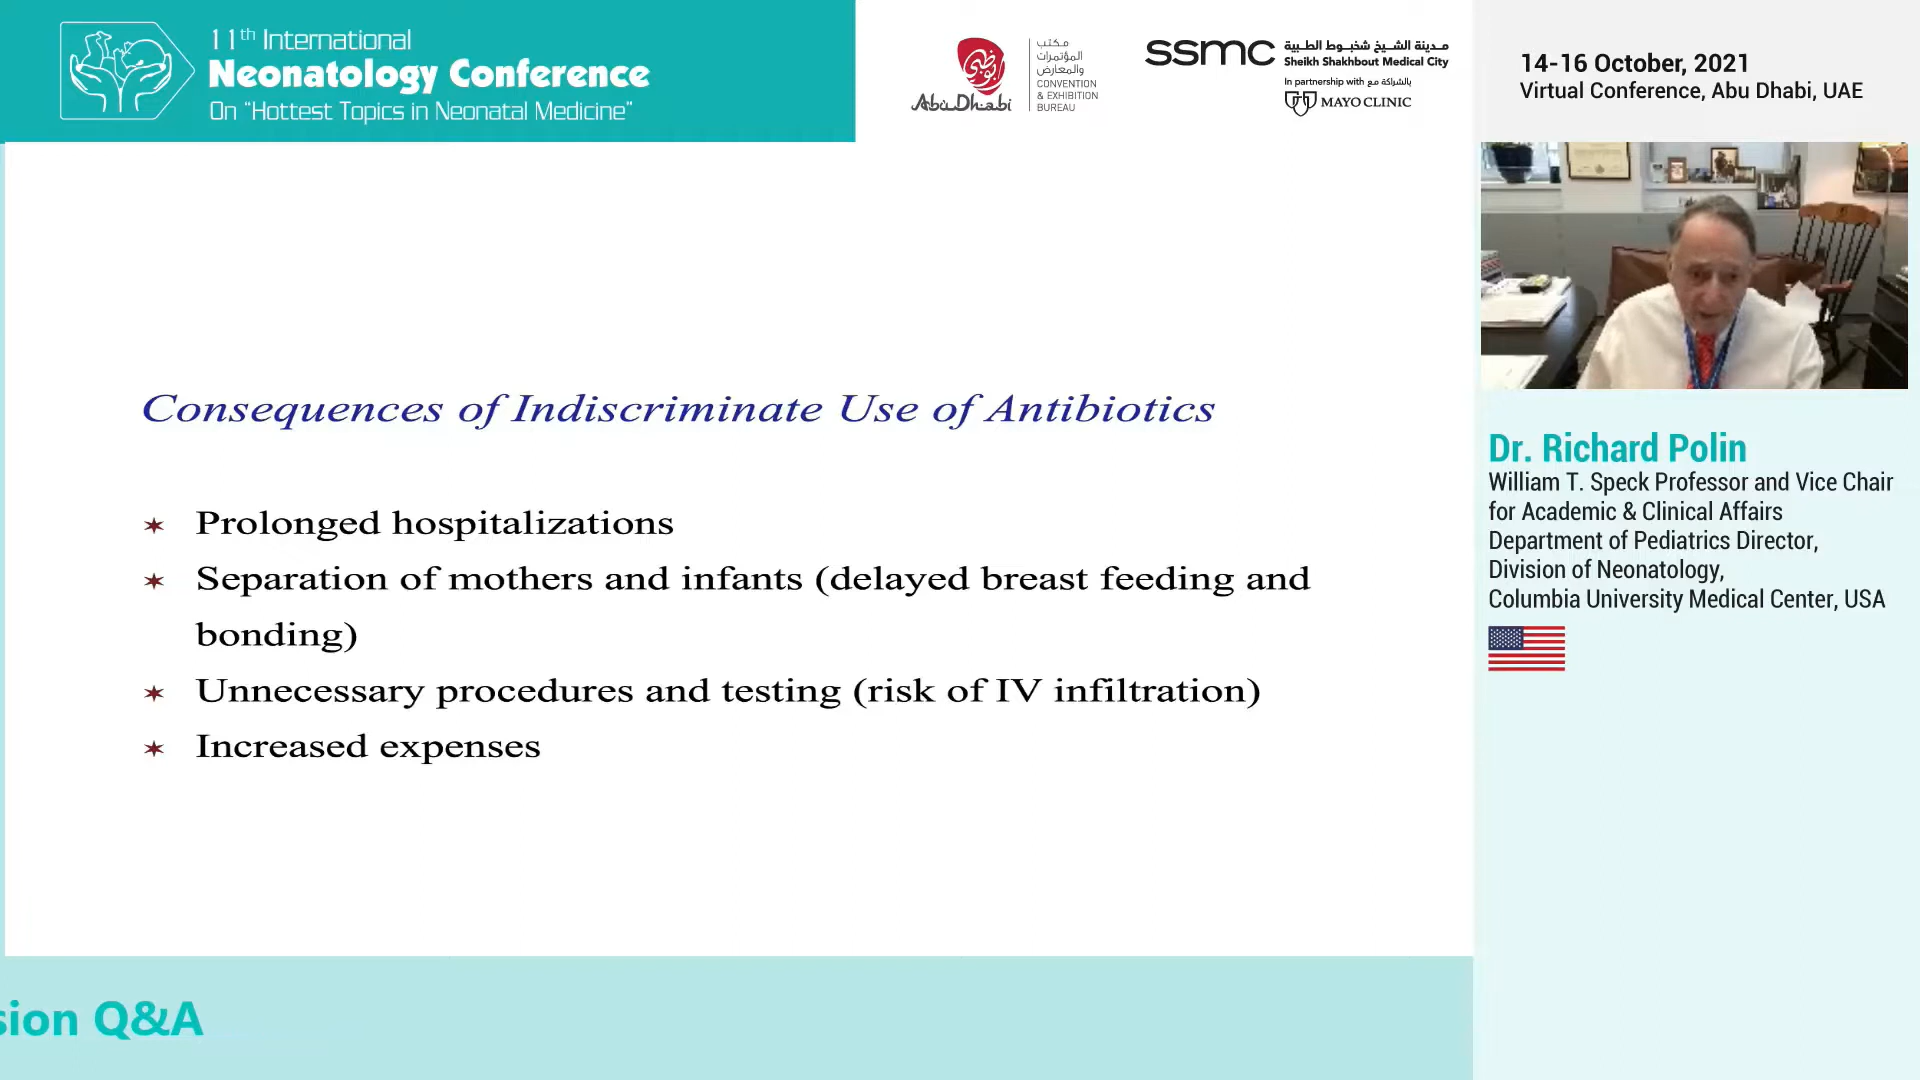 11th International
Neonatology Conference
On “Hottest Topics in Neonatal Medicine”
Abu Dhabi
مكتب
المؤتمرات
والمعارض
CONVENTION
& EXHIBITION
BUREAU
ssmc
مدينة الشيخ شخبوط الطبية
Sheikh Shakhbout Medical City
In partnership with بالشراكة مع
MAYO CLINIC
14-16 October, 2021
Virtual Conference, Abu Dhabi, UAE
Consequences of Indiscriminate Use of Antibiotics
✶ Prolonged hospitalizations
✶ Separation of mothers and infants (delayed breast feeding and
bonding)
✶ Unnecessary procedures and testing (risk of IV infiltration)
✶ Increased expenses
Dr. Richard Polin
William T. Speck Professor and Vice Chair
for Academic & Clinical Affairs
Department of Pediatrics Director,
Division of Neonatology,
Columbia University Medical Center, USA
sion Q&A